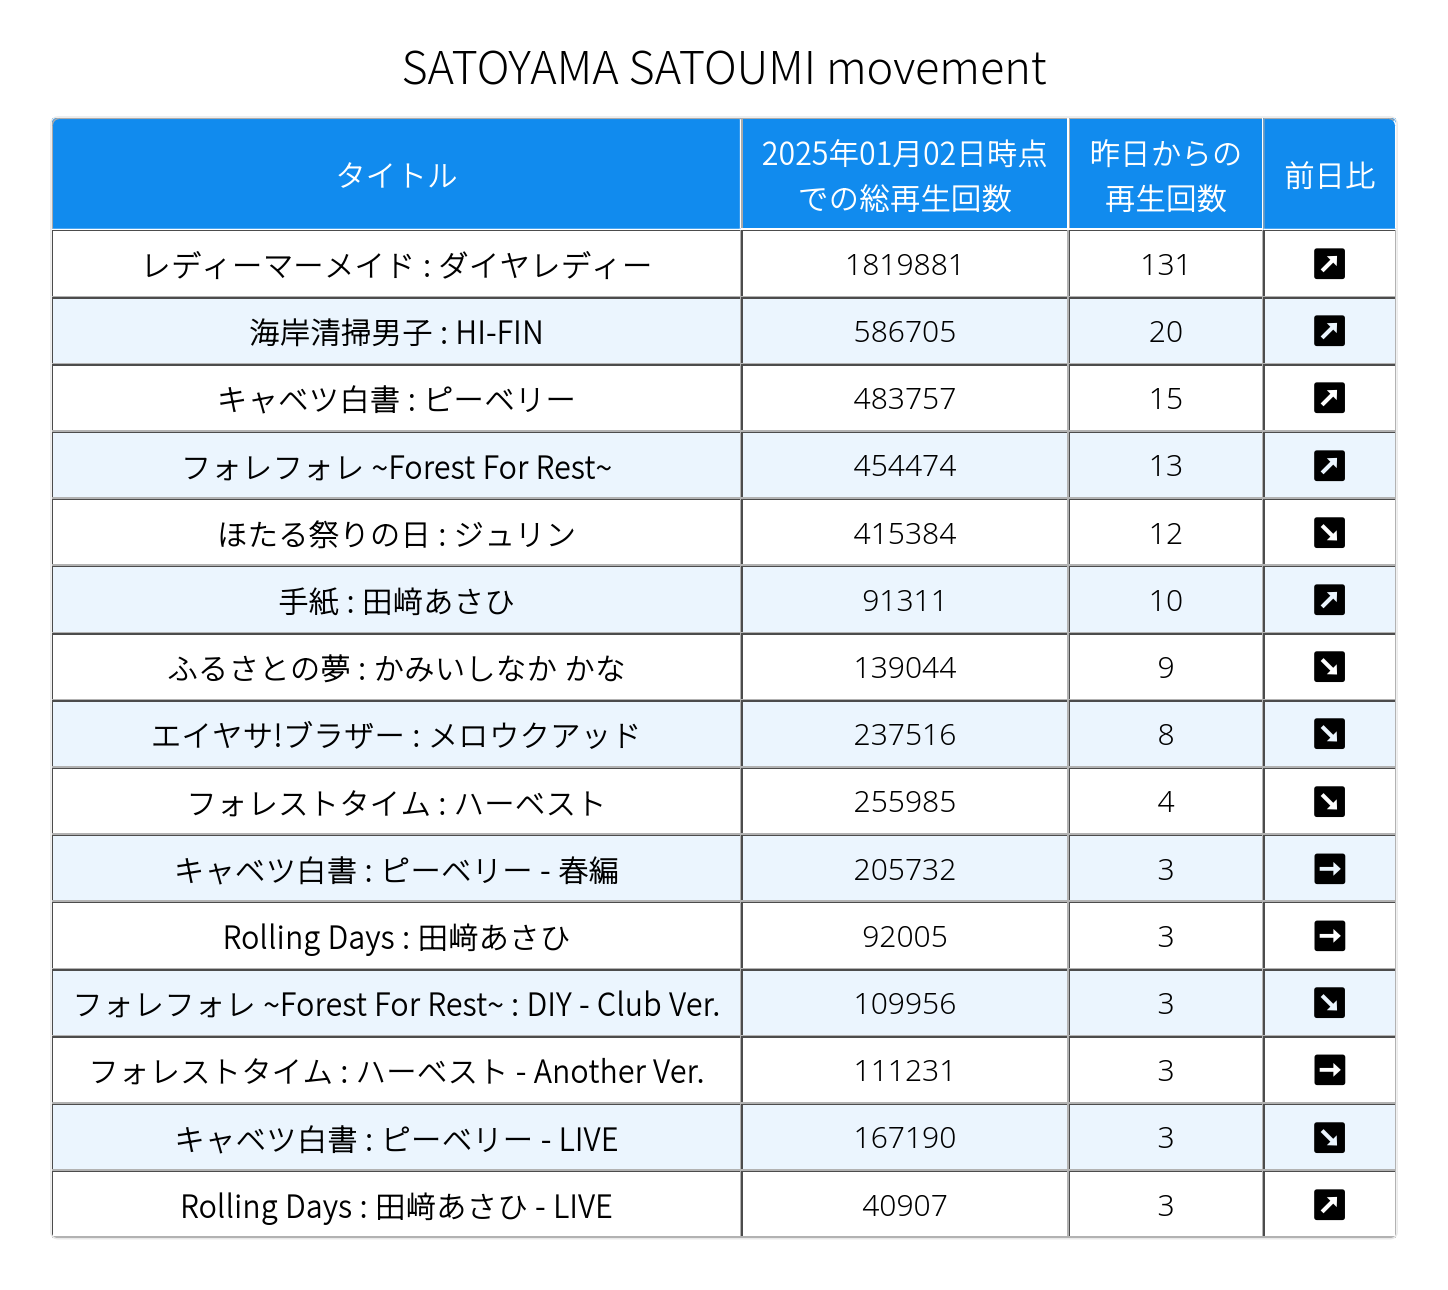 SATOYAMA SATOUMI movement
タイトル 2025年01月02日時点での総再生回数 昨日からの再生回数 前日比
レディーマーメイド : ダイヤレディー 1819881 131 ↗
海岸清掃男子 : HI-FIN 586705 20 ↗
キャベツ白書 : ピーベリー 483757 15 ↗
フォレフォレ ~Forest For Rest~ 454474 13 ↗
ほたる祭りの日 : ジュリン 415384 12 ↘
手紙 : 田﨑あさひ 91311 10 ↗
ふるさとの夢 : かみいしなか かな 139044 9 ↘
エイヤサ!ブラザー : メロウクアッド 237516 8 ↘
フォレストタイム : ハーベスト 255985 4 ↘
キャベツ白書 : ピーベリー - 春編 205732 3 →
Rolling Days : 田﨑あさひ 92005 3 →
フォレフォレ ~Forest For Rest~ : DIY - Club Ver. 109956 3 ↘
フォレストタイム : ハーベスト - Another Ver. 111231 3 →
キャベツ白書 : ピーベリー - LIVE 167190 3 ↘
Rolling Days : 田﨑あさひ - LIVE 40907 3 ↗